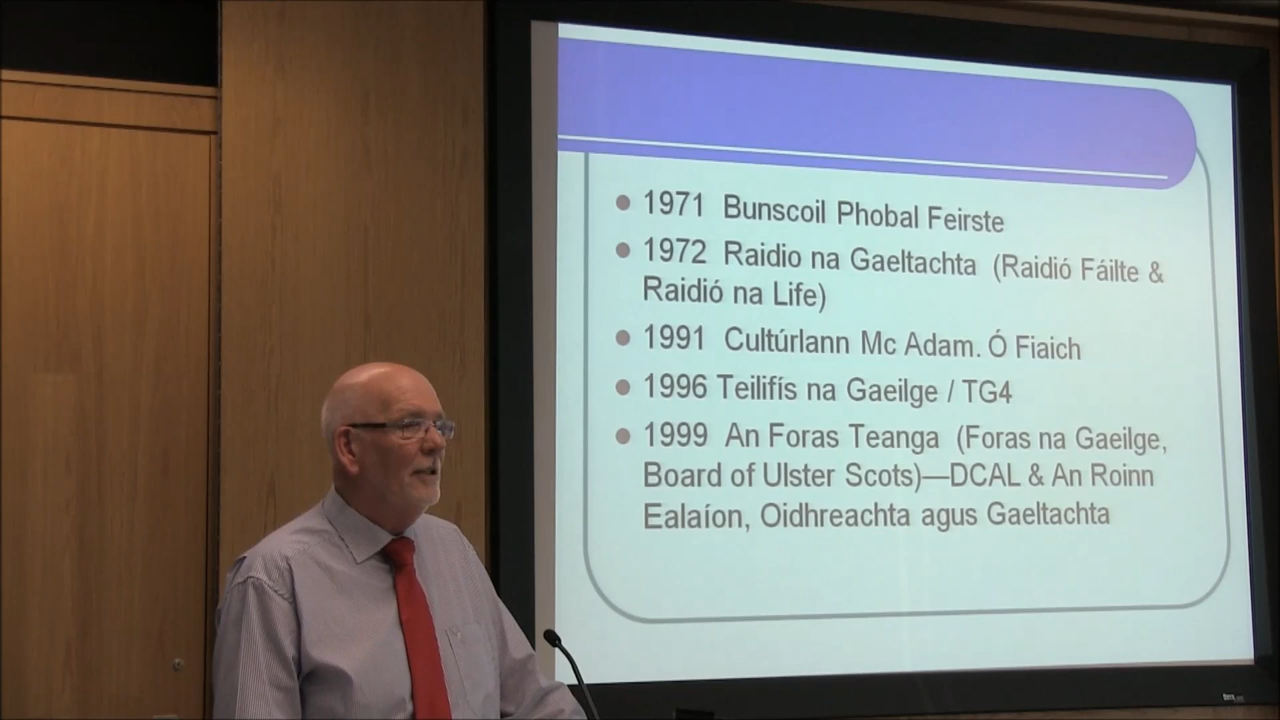 1971 Bunscoil Phobal Feirste
1972 Raidio na Gaeltachta (Raidió Fáilte &
Raidió na Life)
1991 Cultúrlann Mc Adam. Ó Fiaich
1996 Teilifís na Gaeilge / TG4
1999 An Foras Teanga (Foras na Gaeilge,
Board of Ulster Scots)—DCAL & An Roinn
Ealaíon, Oidhreachta agus Gaeltachta